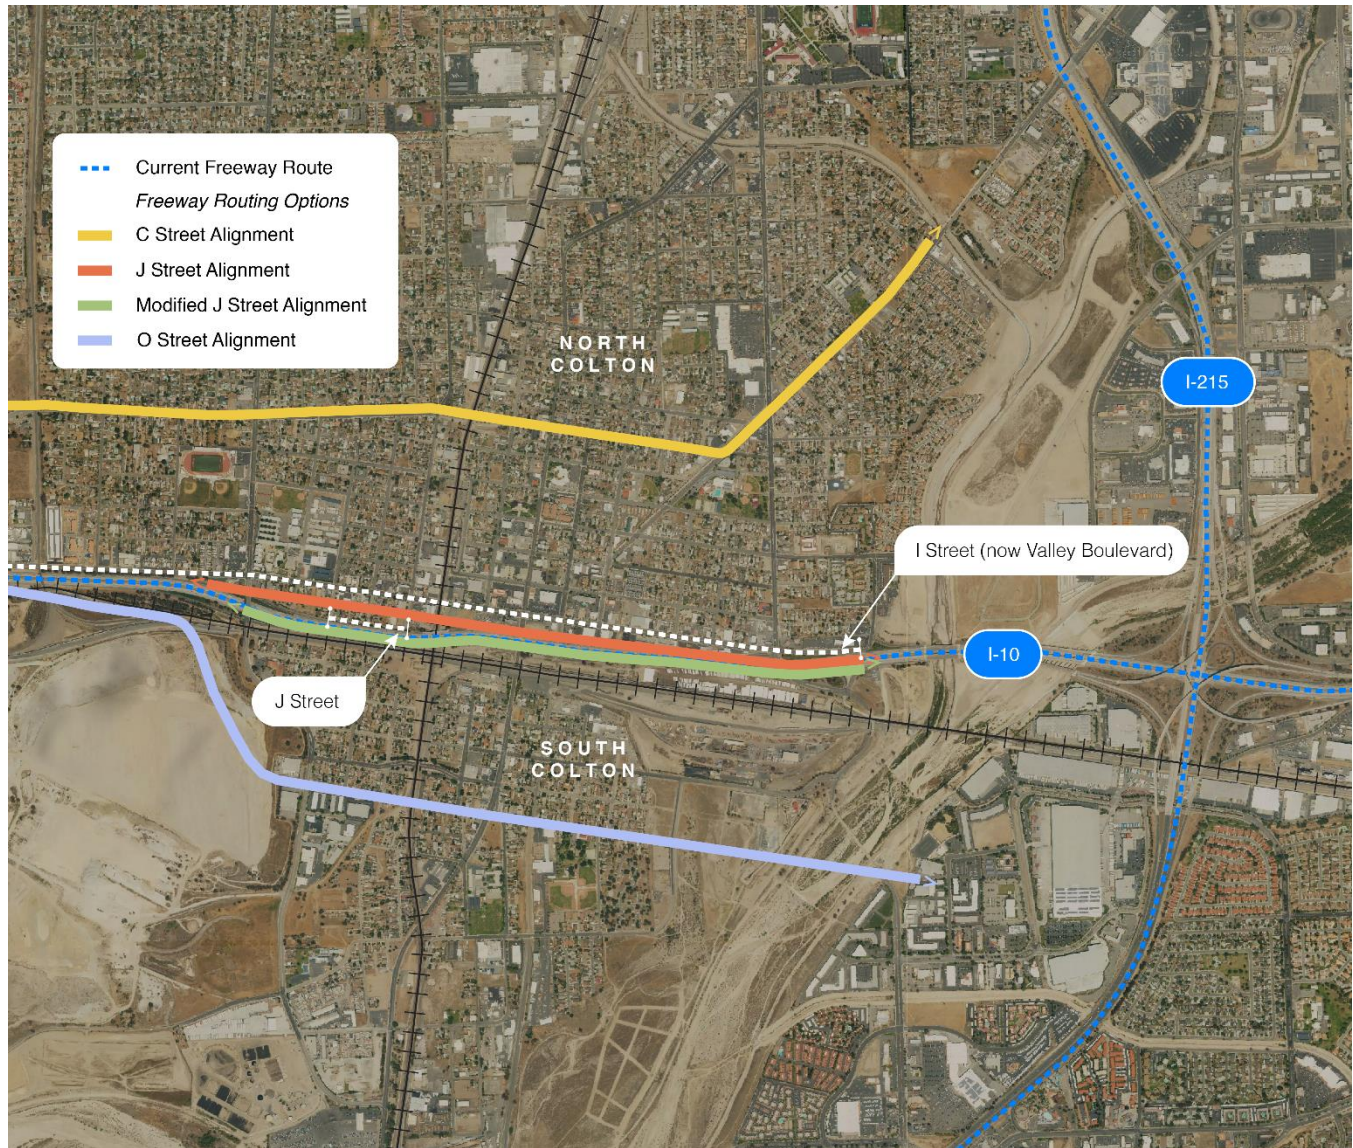 Current Freeway Route
Freeway Routing Options
C Street Alignment
J Street Alignment
Modified J Street Alignment
O Street Alignment
NORTH
COLTON
I-215
I Street (now Valley Boulevard)
I-10
J Street
SOUTH
COLTON